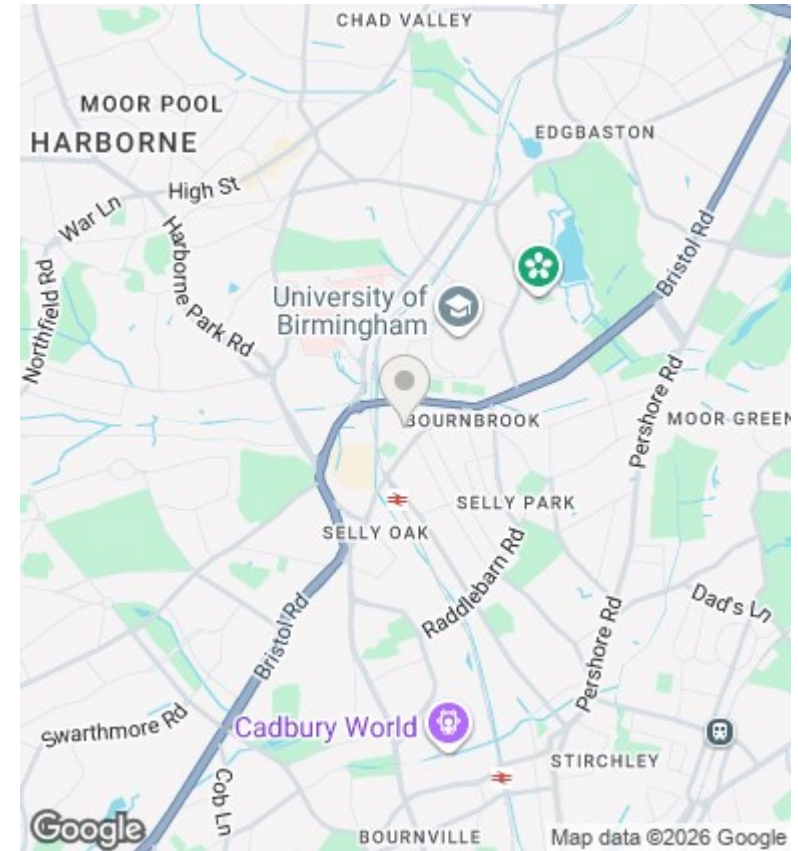 CHAD VALLEY
MOOR POOL
HARBORNE
EDGBASTON
High St
War Ln
Harborne Park Rd
Northfield Rd
Bristol Rd
University of
Birmingham
Pershore Rd
BOURNBROOK
MOOR GREEN
SELLY PARK
SELLY OAK
Raddlebarn Rd
Dad's Ln
Bristol Rd
Pershore Rd
Swarthmore Rd
Cadbury World
Cob Ln
STIRCHLEY
Google
BOURNVILLE
Map data ©2026 Google